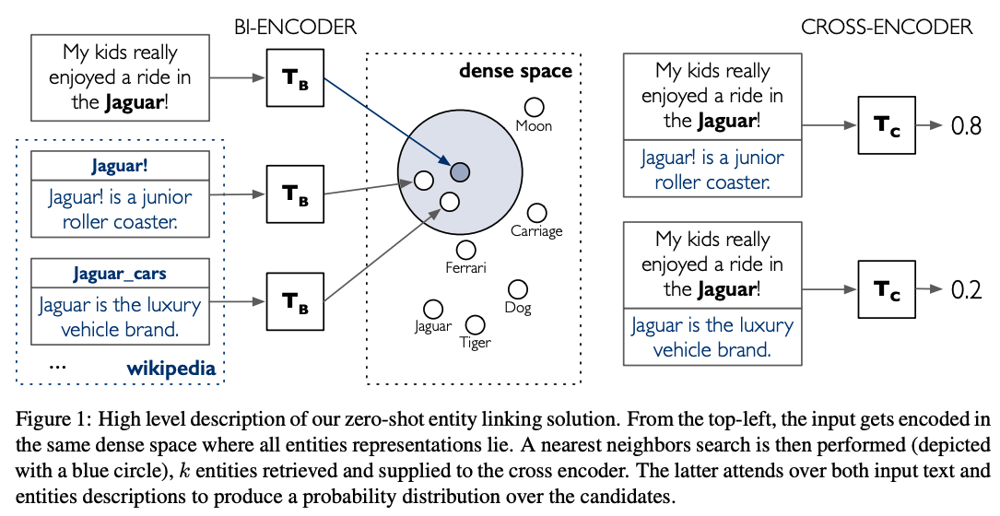 BI-ENCODER
My kids really
enjoyed a ride in
the Jaguar!
T_B
Jaguar!
Jaguar! is a junior
roller coaster.
T_B
Jaguar_cars
Jaguar is the luxury
vehicle brand.
T_B
...
wikipedia
dense space
Moon
Carriage
Ferrari
Dog
Jaguar
Tiger
CROSS-ENCODER
My kids really
enjoyed a ride in
the Jaguar!
Jaguar! is a junior
roller coaster.
T_C
0.8
My kids really
enjoyed a ride in
the Jaguar!
Jaguar is the luxury
vehicle brand.
T_C
0.2
Figure 1: High level description of our zero-shot entity linking solution. From the top-left, the input gets encoded in
the same dense space where all entities representations lie. A nearest neighbors search is then performed (depicted
with a blue circle), k entities retrieved and supplied to the cross encoder. The latter attends over both input text and
entities descriptions to produce a probability distribution over the candidates.